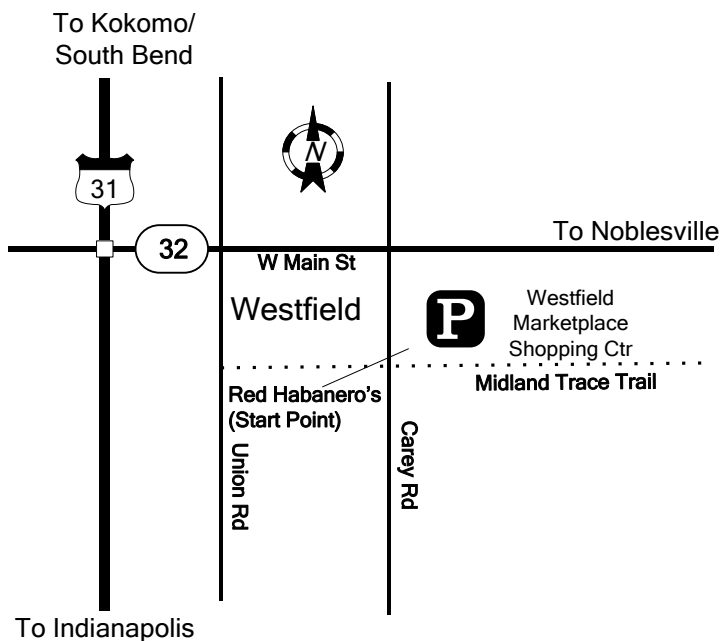 To Kokomo/
South Bend
N
31
32
To Noblesville
W Main St
Westfield
P
Westfield
Marketplace
Shopping Ctr
Midland Trace Trail
Red Habanero's
(Start Point)
Union Rd
Carey Rd
To Indianapolis